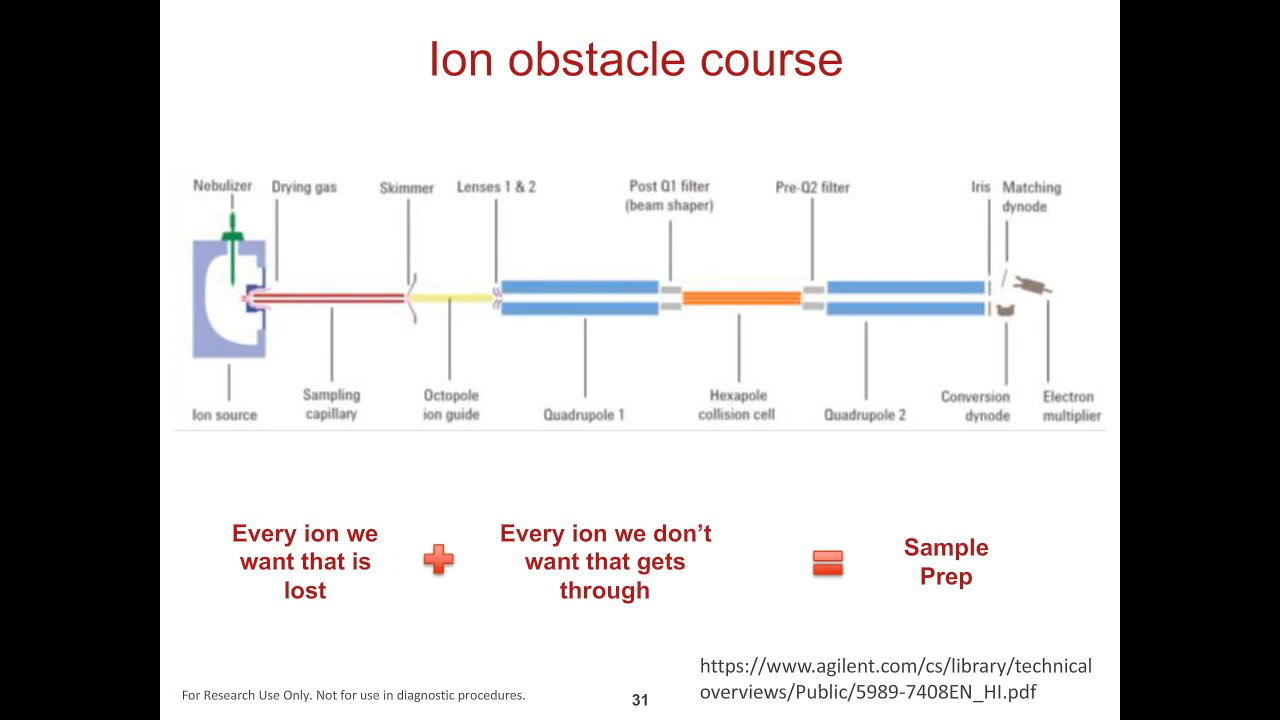 Ion obstacle course
Nebulizer
Drying gas
Skimmer
Lenses 1 & 2
Post Q1 filter
(beam shaper)
Pre-Q2 filter
Iris
Matching
dynode
Ion source
Sampling
capillary
Octopole
ion guide
Quadrupole 1
Hexapole
collision cell
Quadrupole 2
Conversion
dynode
Electron
multiplier
Every ion we
want that is
lost
Every ion we don’t
want that gets
through
Sample
Prep
https://www.agilent.com/cs/library/technical
overviews/Public/5989-7408EN_HI.pdf
For Research Use Only. Not for use in diagnostic procedures.
31